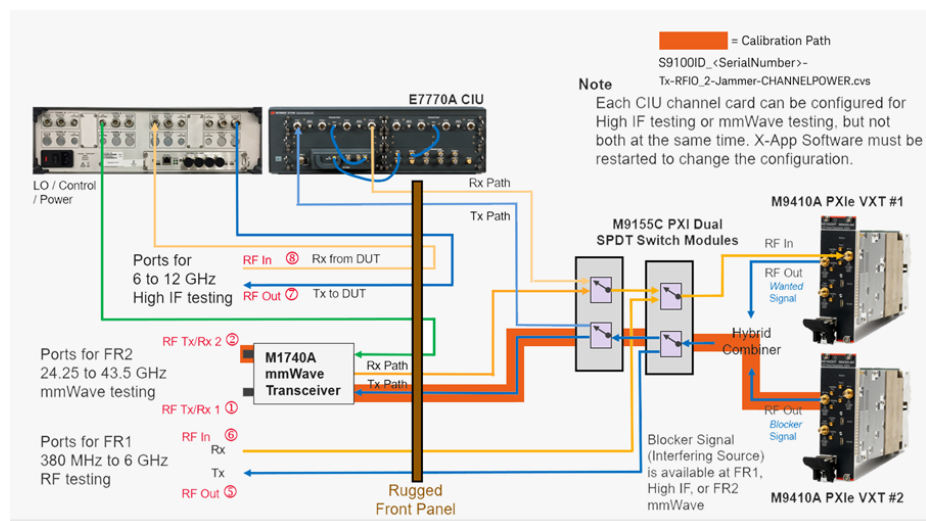 = Calibration Path
S9100ID_<SerialNumber>-
Tx-RFIO_2-Jammer-CHANNELPOWER.cvs
Note
Each CIU channel card can be configured for
High IF testing or mmWave testing, but not
both at the same time. X-App Software must be
restarted to change the configuration.
E7770A CIU
LO / Control
/ Power
Rx Path
Tx Path
M9155C PXI Dual
SPDT Switch Modules
M9410A PXIe VXT #1
RF In
RF Out
Wanted
Signal
Ports for
6 to 12 GHz
High IF testing
RF In ⑧ Rx from DUT
RF Out ⑦ Tx to DUT
Hybrid
Combiner
Ports for FR2
24.25 to 43.5 GHz
mmWave testing
RF Tx/Rx 2 ②
M1740A
mmWave
Transceiver
Rx Path
Tx Path
RF Tx/Rx 1 ①
RF Out
Blocker
Signal
Ports for FR1
380 MHz to 6 GHz
RF testing
RF In ⑥
Rx
Tx
RF Out ⑤
Blocker Signal
(Interfering Source)
is available at FR1,
High IF, or FR2
mmWave
Rugged
Front Panel
M9410A PXIe VXT #2